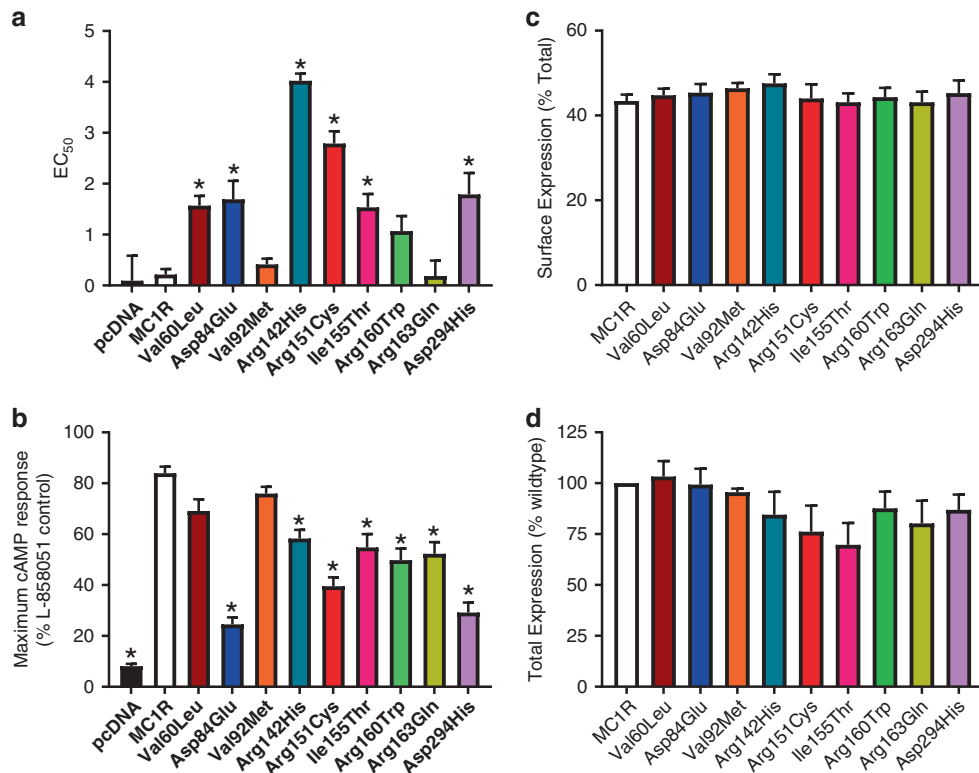 a
EC50
5
4
3
2
1
0
* * * * * *
pcDNA
MC1R
Val60Leu
Asp84Glu
Val92Met
Arg142His
Arg151Cys
Ile155Thr
Arg160Trp
Arg163Gln
Asp294His
c
Surface Expression (% Total)
60
40
20
0
MC1R
Val60Leu
Asp84Glu
Val92Met
Arg142His
Arg151Cys
Ile155Thr
Arg160Trp
Arg163Gln
Asp294His
b
Maximum cAMP response
(% L-858051 control)
100
80
60
40
20
0
* * * * * * * *
pcDNA
MC1R
Val60Leu
Asp84Glu
Val92Met
Arg142His
Arg151Cys
Ile155Thr
Arg160Trp
Arg163Gln
Asp294His
d
Total Expression (% wildtype)
125
100
75
50
25
0
MC1R
Val60Leu
Asp84Glu
Val92Met
Arg142His
Arg151Cys
Ile155Thr
Arg160Trp
Arg163Gln
Asp294His